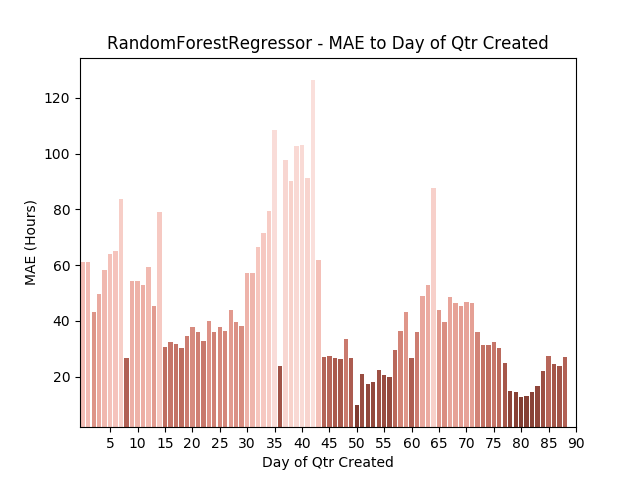 RandomForestRegressor - MAE to Day of Qtr Created
120
100
80
60
40
20
MAE (Hours)
5 10 15 20 25 30 35 40 45 50 55 60 65 70 75 80 85 90
Day of Qtr Created